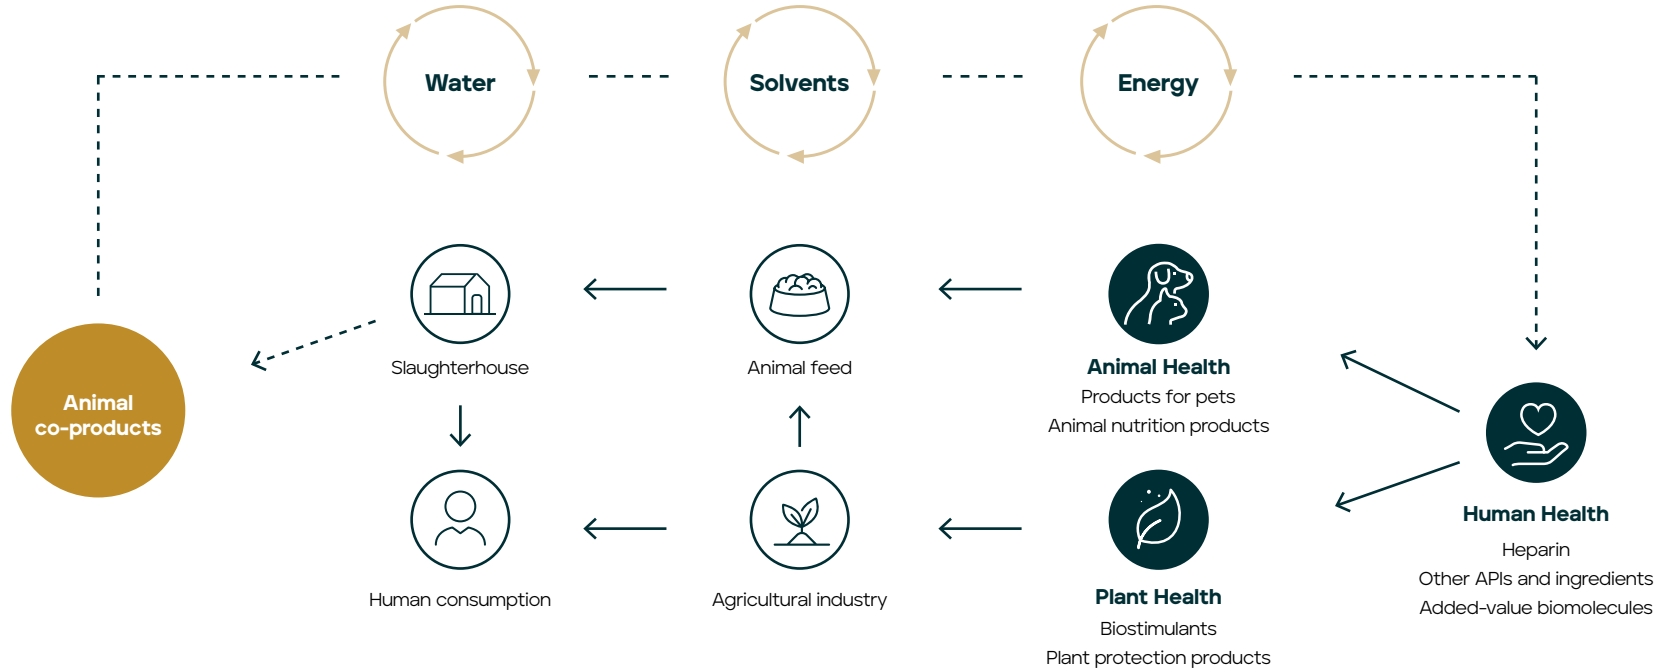 Water
Solvents
Energy
Animal
co-products
Slaughterhouse
Animal feed
Animal Health
Products for pets
Animal nutrition products
Human consumption
Agricultural industry
Plant Health
Biostimulants
Plant protection products
Human Health
Heparin
Other APIs and ingredients
Added-value biomolecules